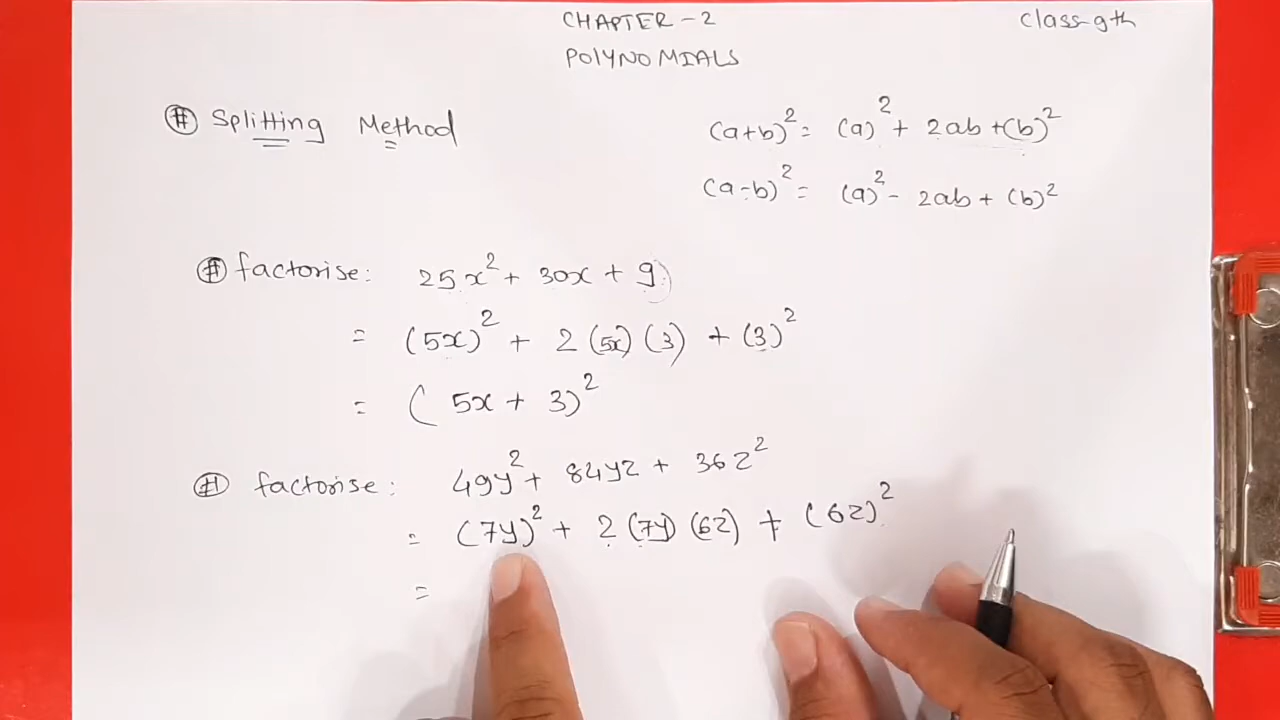 CHAPTER-2
Class-9th
POLYNOMIALS
# Splitting Method
(a+b)² = (a)² + 2ab + (b)²
(a-b)² = (a)² - 2ab + (b)²
# factorise: 25x² + 30x + 9
= (5x)² + 2 (5x) (3) + (3)²
= ( 5x + 3)²
# factorise: 49y² + 84yz + 36z²
= (7y)² + 2 (7y) (6z) + (6z)²
=